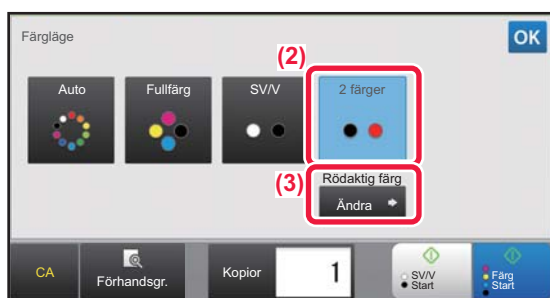 Färgläge
OK
(2)
Auto
Fullfärg
SV/V
2 färger
(3)
Rödaktig färg
Ändra
CA
Förhandsgr.
Kopior
1
SV/V
Start
Färg
Start